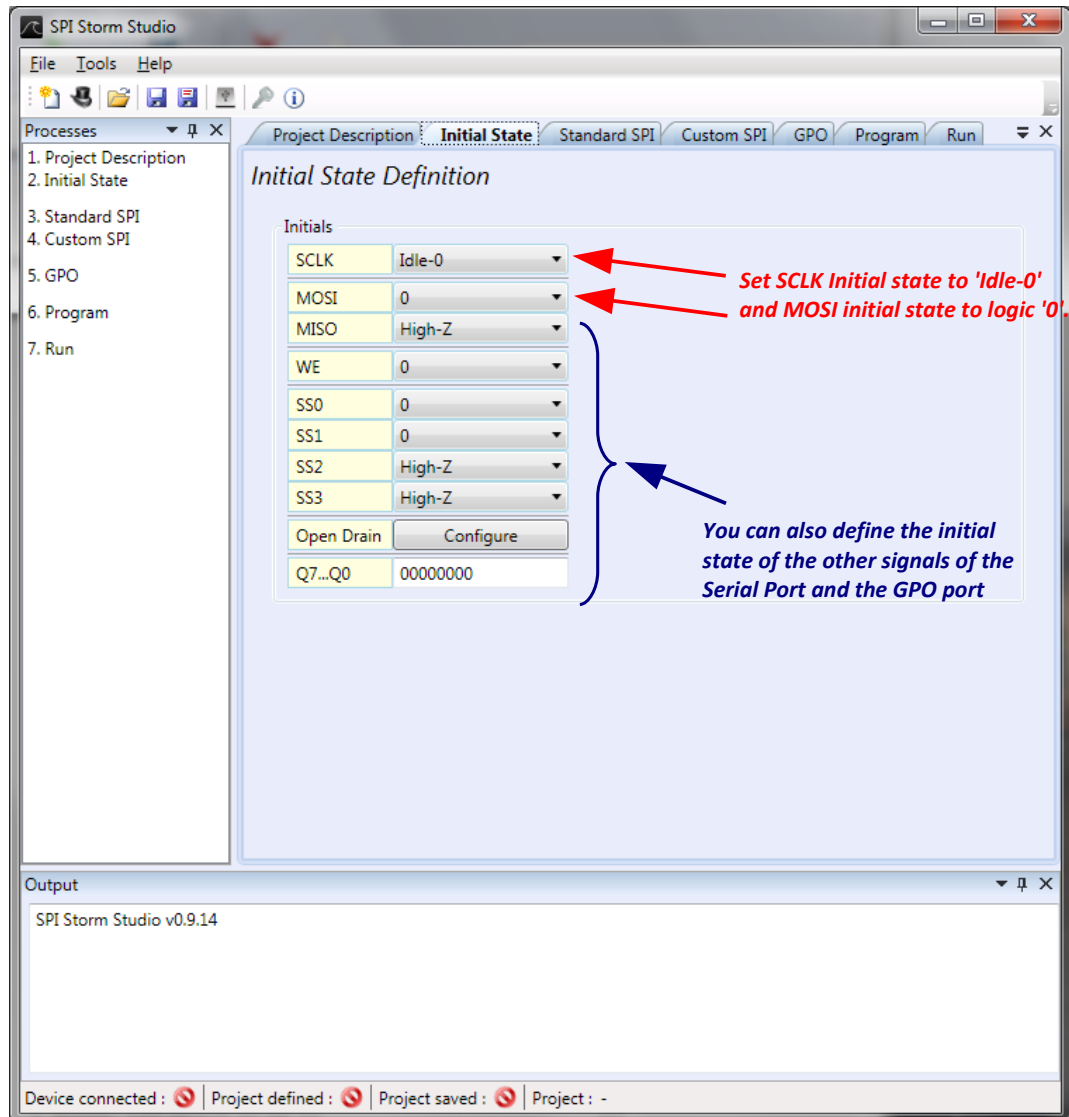 SPI Storm Studio
File Tools Help
Processes
1. Project Description
2. Initial State
3. Standard SPI
4. Custom SPI
5. GPO
6. Program
7. Run
Project Description Initial State Standard SPI Custom SPI GPO Program Run
Initial State Definition
Initials
SCLK Idle-0
MOSI 0
MISO High-Z
WE 0
SS0 0
SS1 0
SS2 High-Z
SS3 High-Z
Open Drain Configure
Q7...Q0 00000000
Set SCLK Initial state to 'Idle-0'
and MOSI initial state to logic '0'.
You can also define the initial
state of the other signals of the
Serial Port and the GPO port
Output
SPI Storm Studio v0.9.14
Device connected : Project defined : Project saved : Project : -